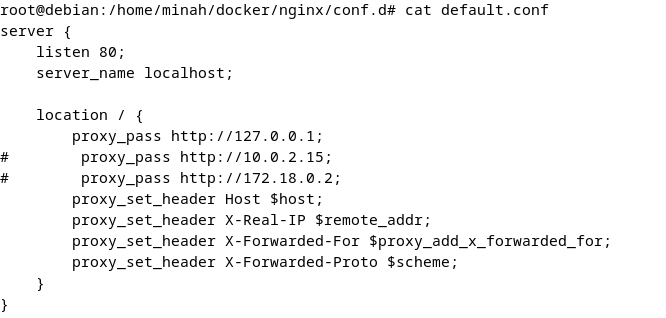 root@debian:/home/minah/docker/nginx/conf.d# cat default.conf
server {
    listen 80;
    server_name localhost;

    location / {
        proxy_pass http://127.0.0.1;
#        proxy_pass http://10.0.2.15;
#        proxy_pass http://172.18.0.2;
        proxy_set_header Host $host;
        proxy_set_header X-Real-IP $remote_addr;
        proxy_set_header X-Forwarded-For $proxy_add_x_forwarded_for;
        proxy_set_header X-Forwarded-Proto $scheme;
    }
}